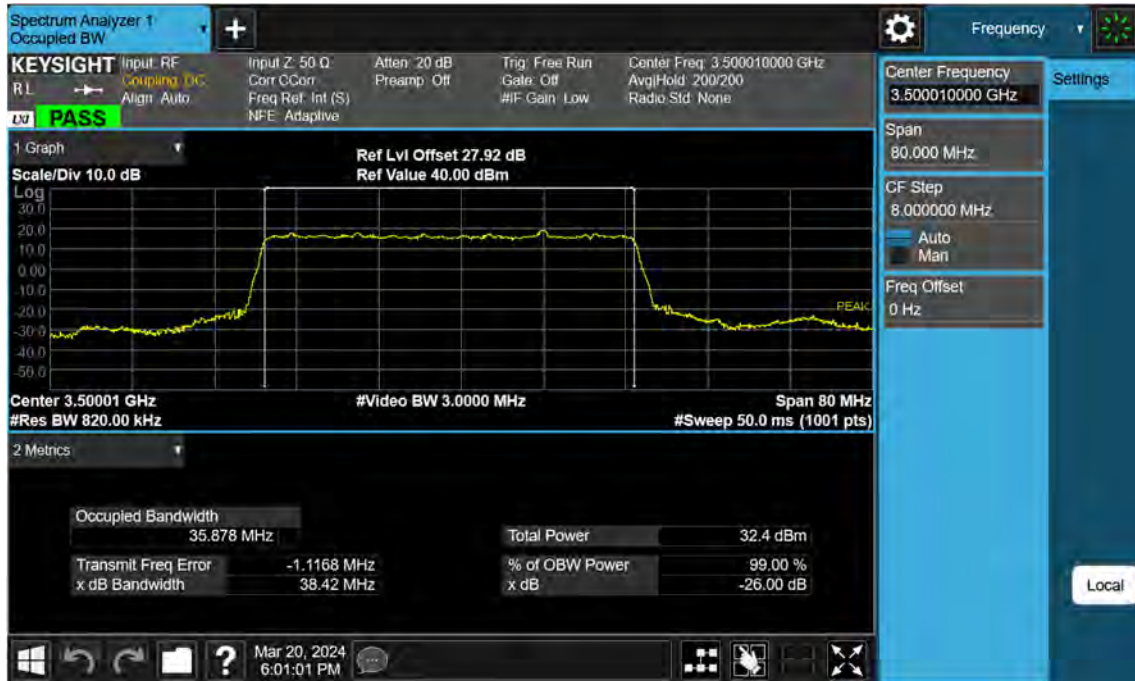 Spectrum Analyzer 1
Occupied BW
+
Frequency
KEYSIGHT
RL
LXI PASS
Input: RF
Coupling: DC
Align: Auto
Input Z: 50 Ω
Corr CCorr
Freq Ref: Int (S)
NFE: Adaptive
Atten: 20 dB
Preamp: Off
Trig: Free Run
Gate: Off
#IF Gain: Low
Center Freq: 3.500010000 GHz
Avg|Hold: 200/200
Radio Std: None
Center Frequency
3.500010000 GHz
Settings
Span
80.000 MHz
CF Step
8.000000 MHz
Auto
Man
Freq Offset
0 Hz
1 Graph
Scale/Div 10.0 dB
Ref Lvl Offset 27.92 dB
Ref Value 40.00 dBm
Log
30.0
20.0
10.0
0.00
-10.0
-20.0
-30.0
-40.0
-50.0
PEAK
Center 3.50001 GHz
#Res BW 820.00 kHz
#Video BW 3.0000 MHz
Span 80 MHz
#Sweep 50.0 ms (1001 pts)
2 Metrics
Occupied Bandwidth
35.878 MHz
Total Power 32.4 dBm
Transmit Freq Error -1.1168 MHz
% of OBW Power 99.00 %
x dB Bandwidth 38.42 MHz
x dB -26.00 dB
Local
?
Mar 20, 2024
6:01:01 PM